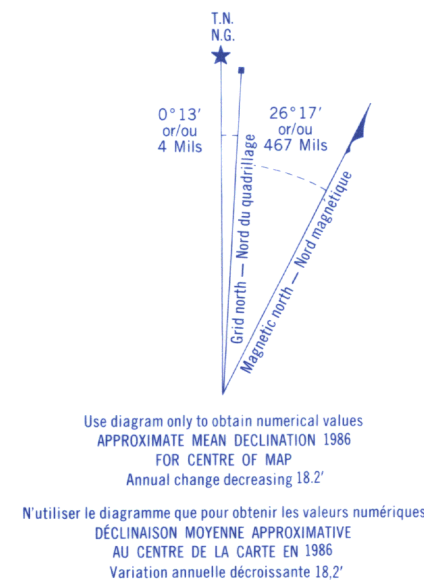 T.N.
N.G.
0°13′
or/ou
4 Mils
26°17′
or/ou
467 Mils
Grid north — Nord du quadrillage
Magnetic north — Nord magnétique
Use diagram only to obtain numerical values
APPROXIMATE MEAN DECLINATION 1986
FOR CENTRE OF MAP
Annual change decreasing 18.2′
N'utiliser le diagramme que pour obtenir les valeurs numériques
DÉCLINAISON MOYENNE APPROXIMATIVE
AU CENTRE DE LA CARTE EN 1986
Variation annuelle décroissante 18,2′